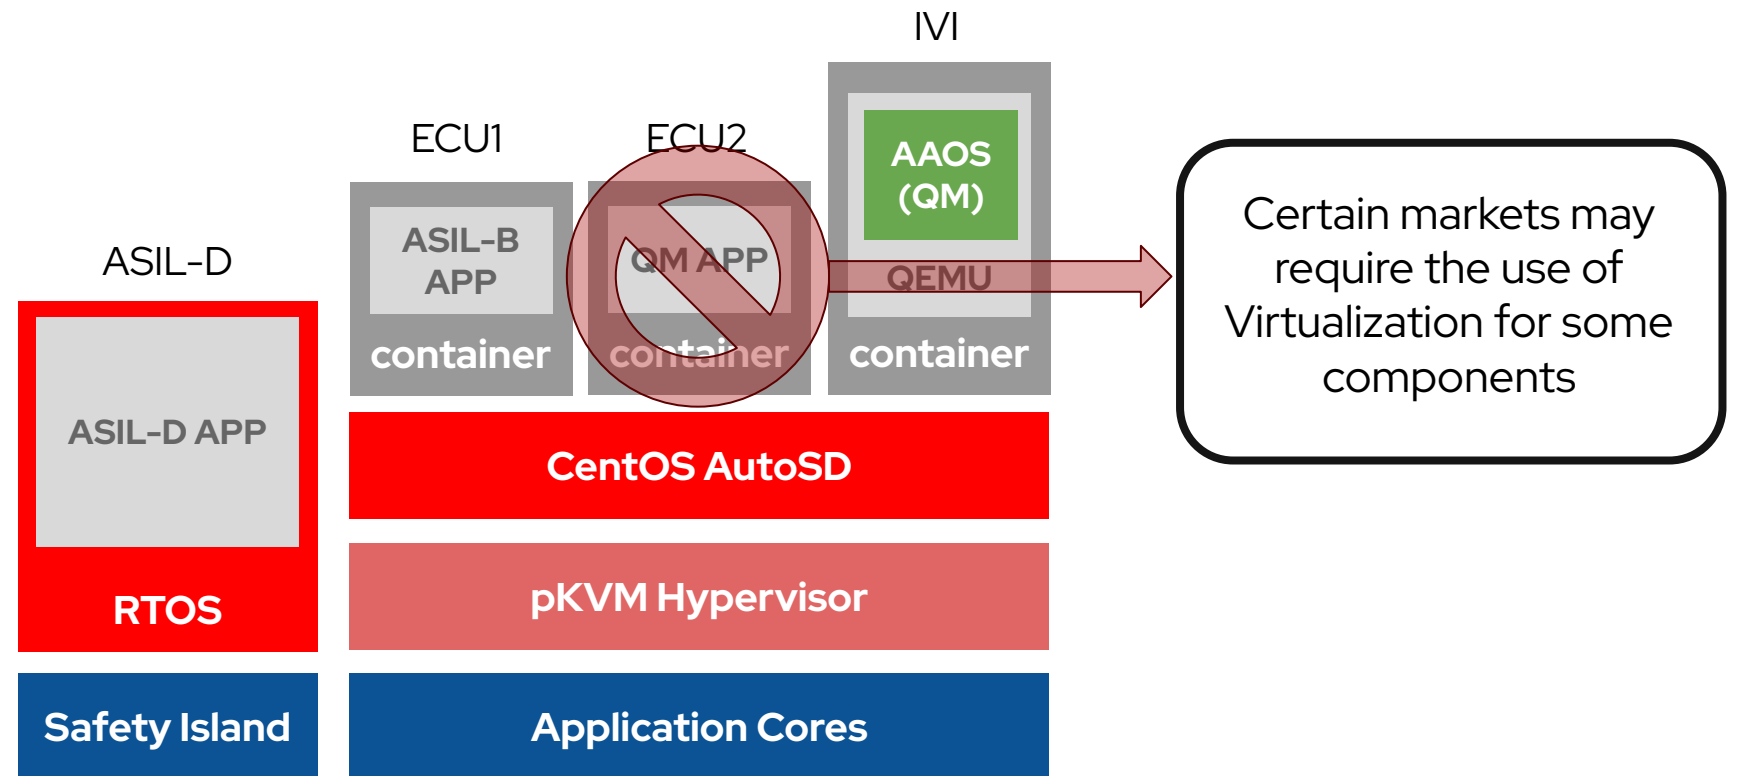 IVI
ECU1
ECU2
AAOS
(QM)
ASIL-B
APP
QM APP
QEMU
container
container
container
ASIL-D
ASIL-D APP
RTOS
Safety Island
CentOS AutoSD
pKVM Hypervisor
Application Cores
Certain markets may
require the use of
Virtualization for some
components